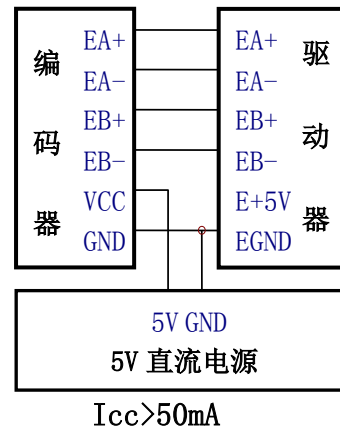 编码器
EA+
EA-
EB+
EB-
VCC
GND
EA+
EA-
EB+
EB-
E+5V
EGND
驱动器
5V GND
5V 直流电源
Icc>50mA